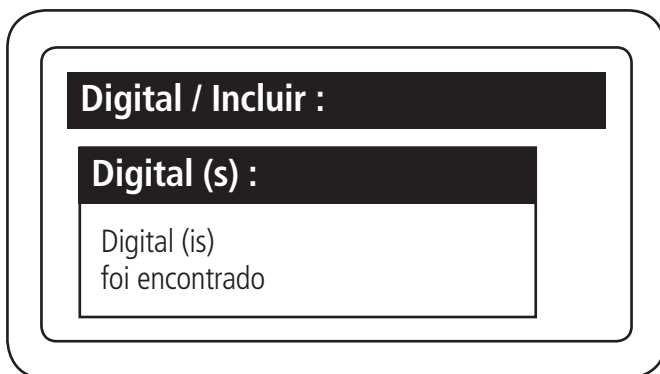 Digital / Incluir :
Digital (s) :
Digital (is)
foi encontrado